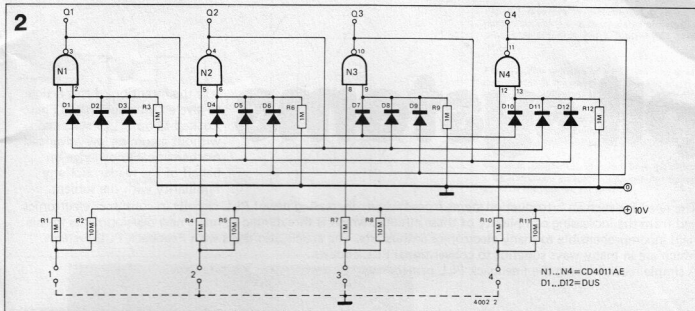 2
Q1 Q2 Q3 Q4
3 4 10 11
N1 N2 N3 N4
1 2 5 6 8 9 12 13
D1 D2 D3 R3 1M D4 D5 D6 R6 1M D7 D8 D9 R9 1M D10 D11 D12 R12 1M
6
+ 10V
R1 1M R2 10M R4 1M R5 10M R7 1M R8 10M R10 1M R11 10M
N1...N4=CD4011AE
D1...D12=DUS
1 2 3 4
4002 2